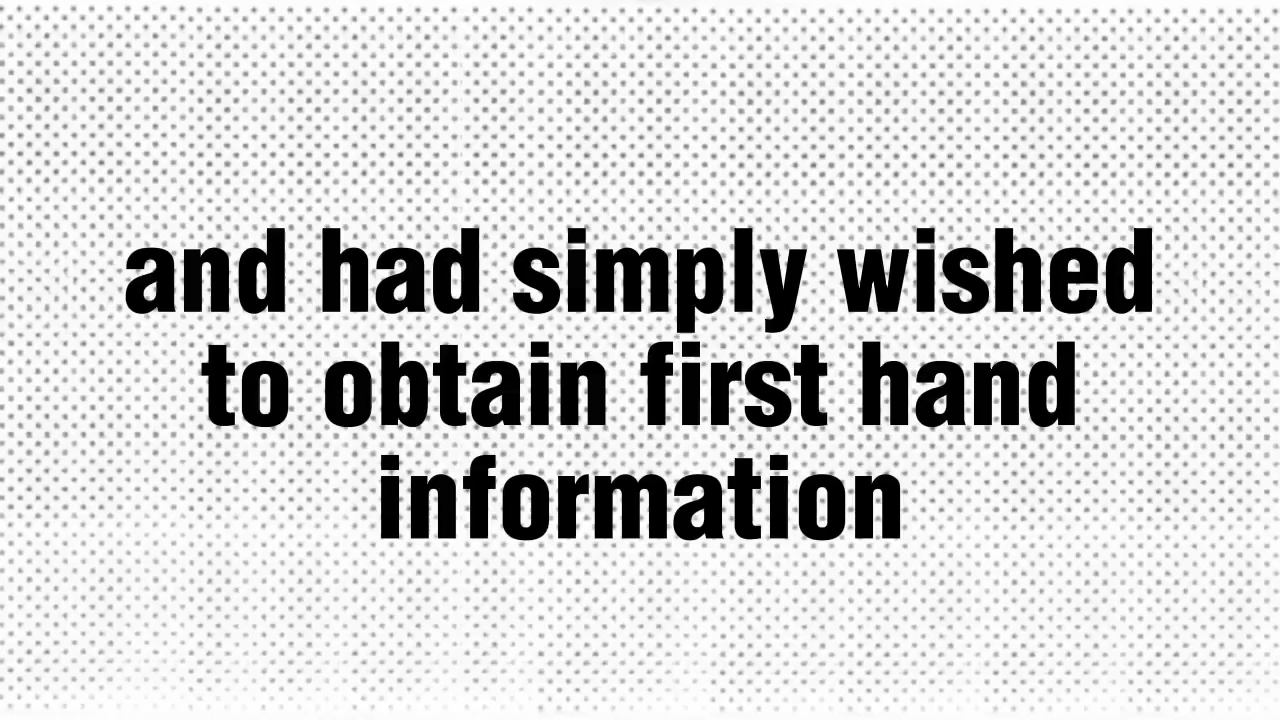 and had simply wished
to obtain first hand
information